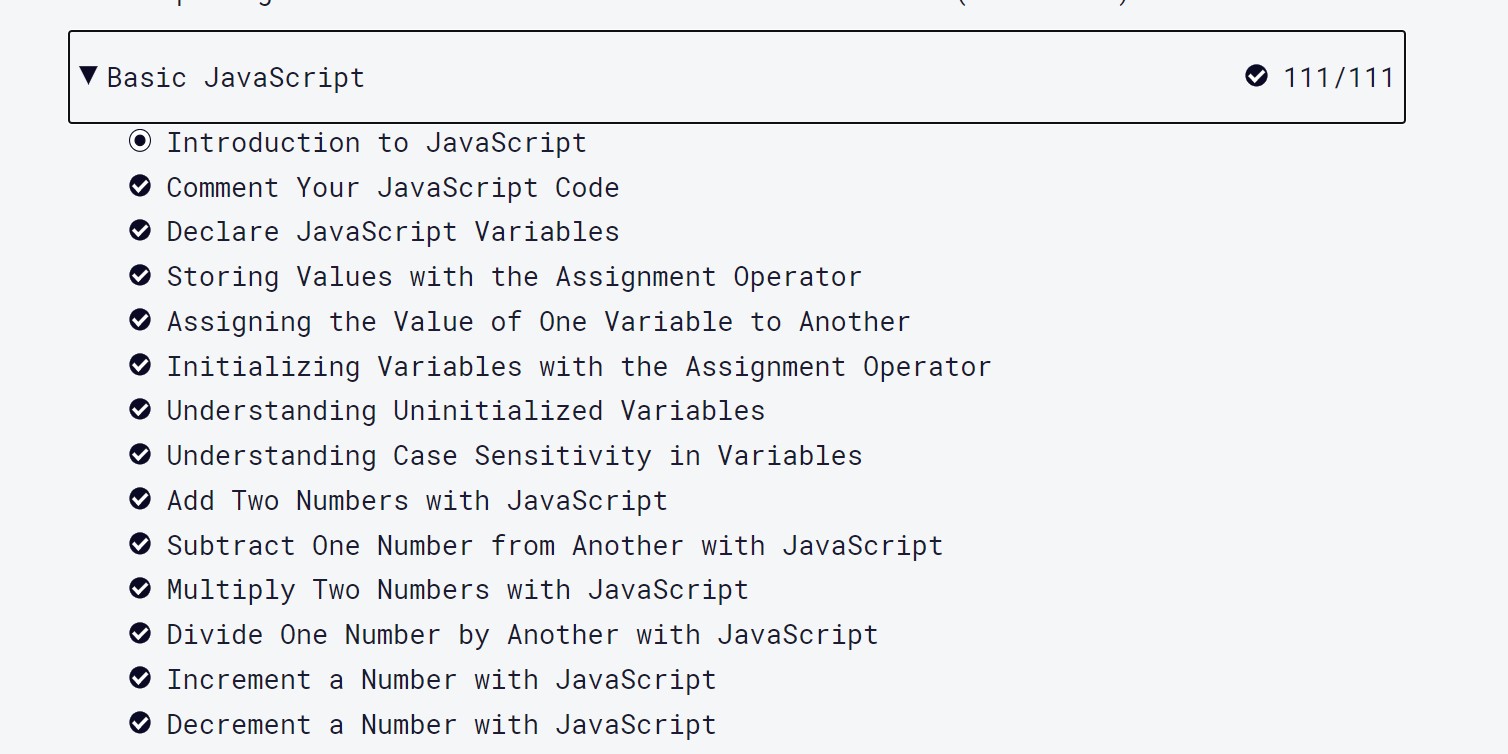 Basic JavaScript 111/111
Introduction to JavaScript
Comment Your JavaScript Code
Declare JavaScript Variables
Storing Values with the Assignment Operator
Assigning the Value of One Variable to Another
Initializing Variables with the Assignment Operator
Understanding Uninitialized Variables
Understanding Case Sensitivity in Variables
Add Two Numbers with JavaScript
Subtract One Number from Another with JavaScript
Multiply Two Numbers with JavaScript
Divide One Number by Another with JavaScript
Increment a Number with JavaScript
Decrement a Number with JavaScript